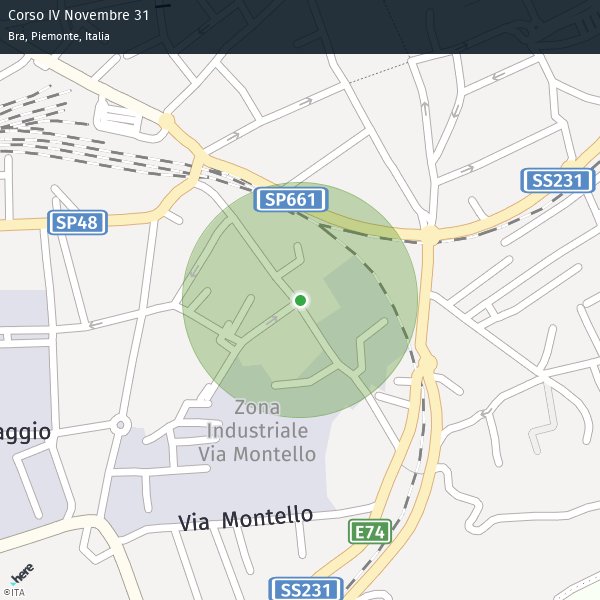 Corso IV Novembre 31
Bra, Piemonte, Italia
SP661
SS231
SP48
Zona
Industriale
Via Montello
aggio
Via Montello
E74
SS231
here
©ITA